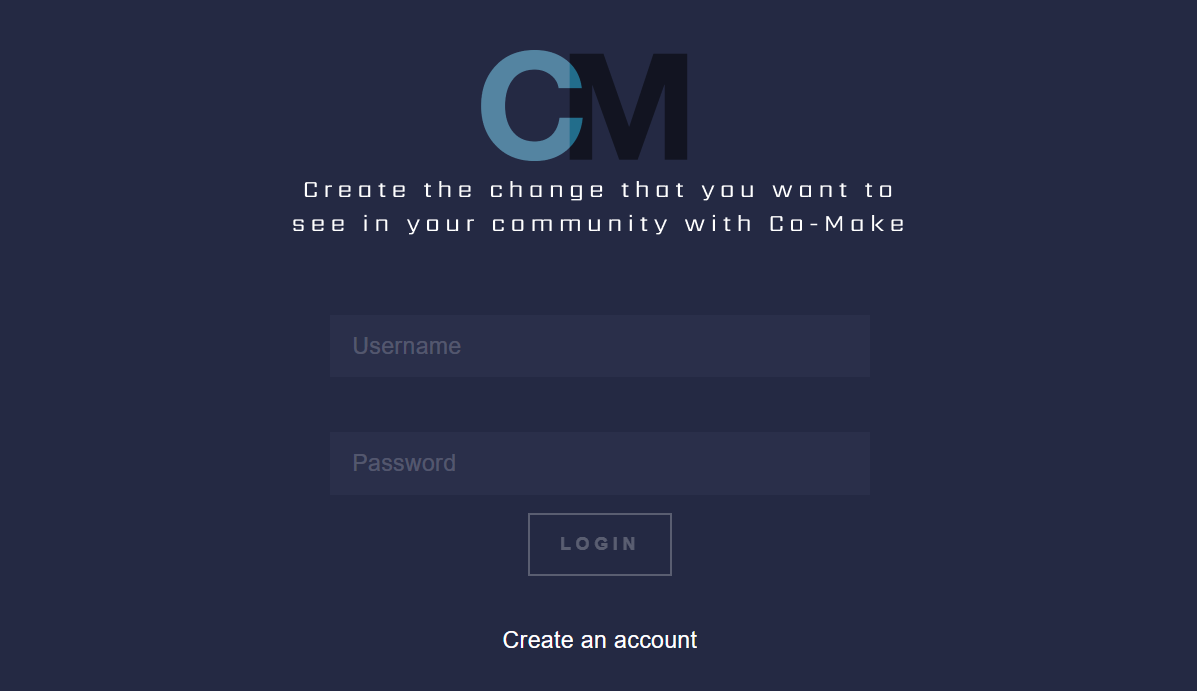 CM
Create the change that you want to
see in your community with Co-Make
Username
Password
LOGIN
Create an account